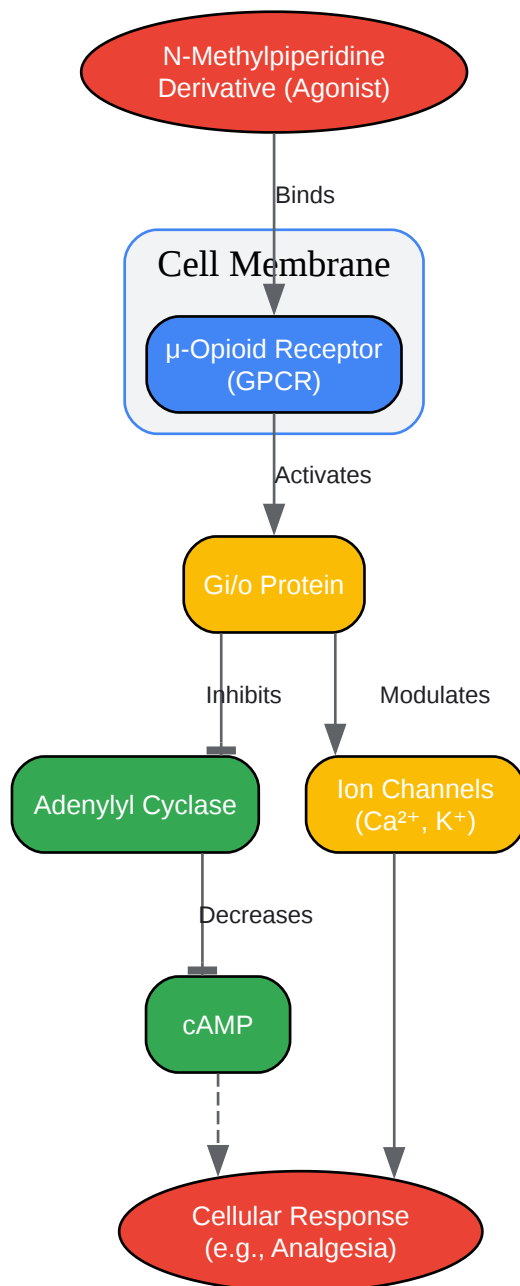 N-Methylpiperidine
Derivative (Agonist)
Binds
Cell Membrane
μ-Opioid Receptor
(GPCR)
Activates
Gi/o Protein
Inhibits
Modulates
Adenylyl Cyclase
Ion Channels
(Ca²⁺, K⁺)
Decreases
cAMP
Cellular Response
(e.g., Analgesia)